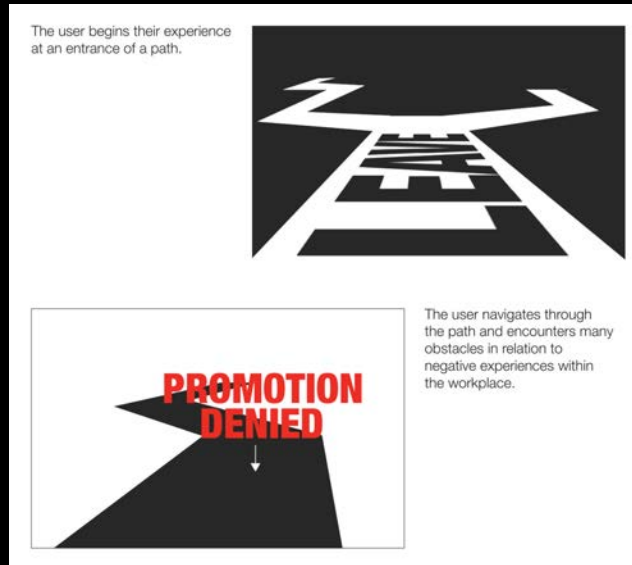 The user begins their experience
at an entrance of a path.
LEAVE
PROMOTION
DENIED
The user navigates through
the path and encounters many
obstacles in relation to
negative experiences within
the workplace.